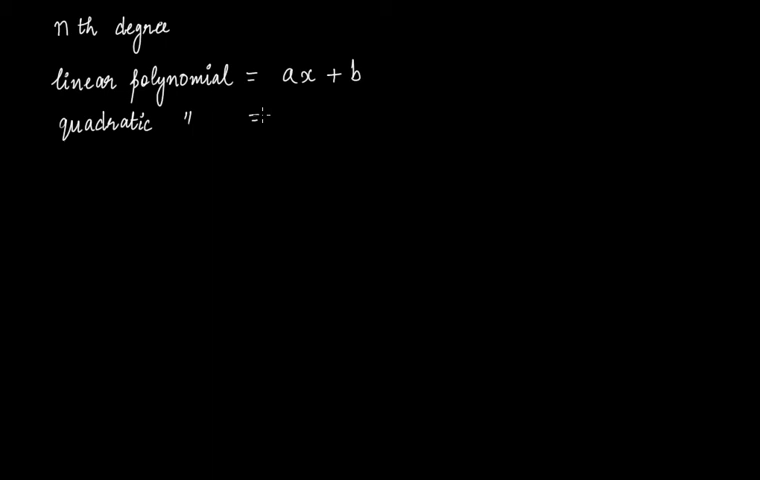 n th degree
linear polynomial = ax + b
quadratic " =